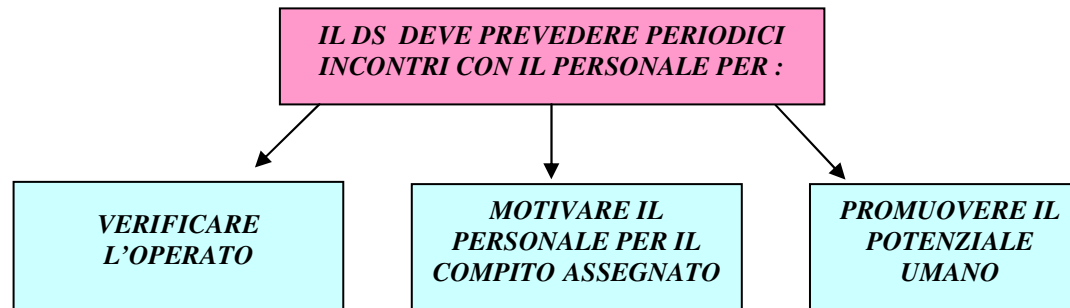 IL DS DEVE PREVEDERE PERIODICI
INCONTRI CON IL PERSONALE PER :
VERIFICARE
L’OPERATO
MOTIVARE IL
PERSONALE PER IL
COMPITO ASSEGNATO
PROMUOVERE IL
POTENZIALE
UMANO